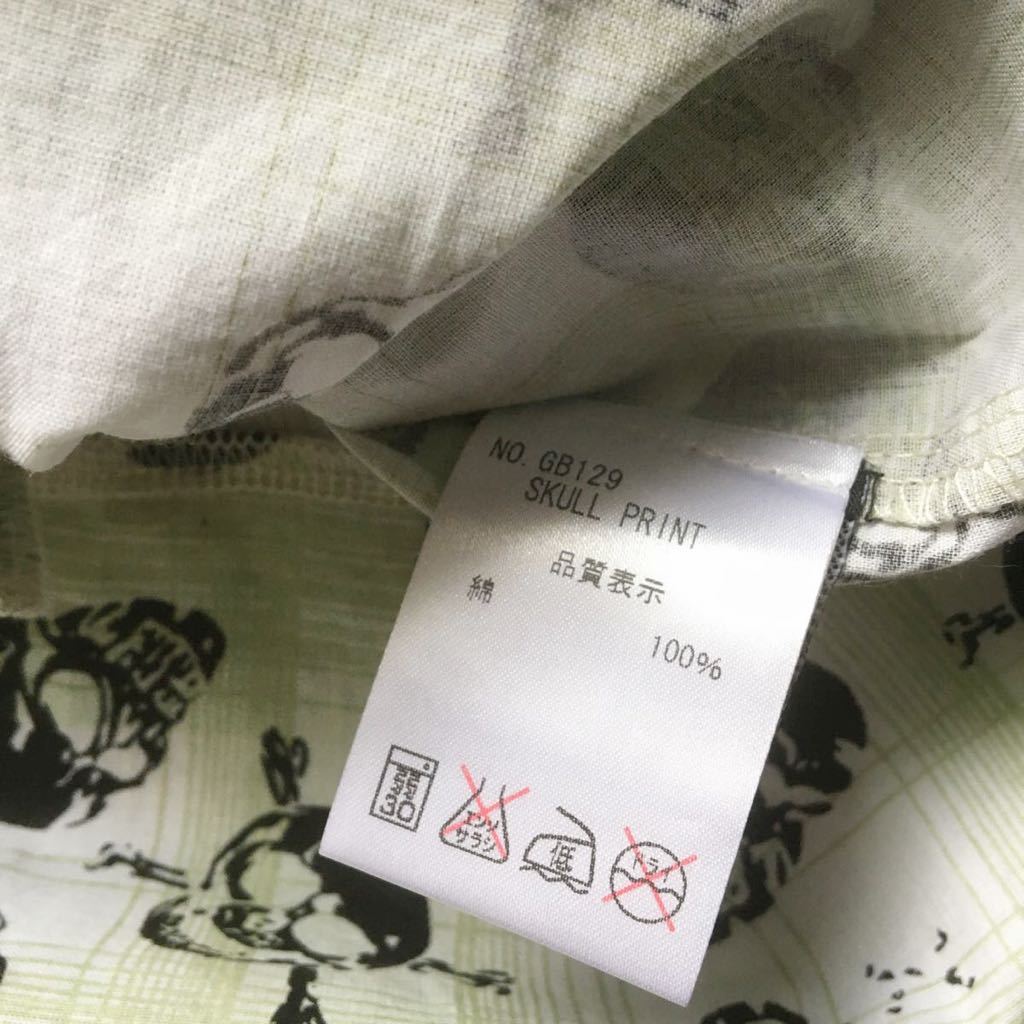 NO. GB129
SKULL PRINT
品質表示
綿
100%
30
エンソ
サラシ
低
ドライ